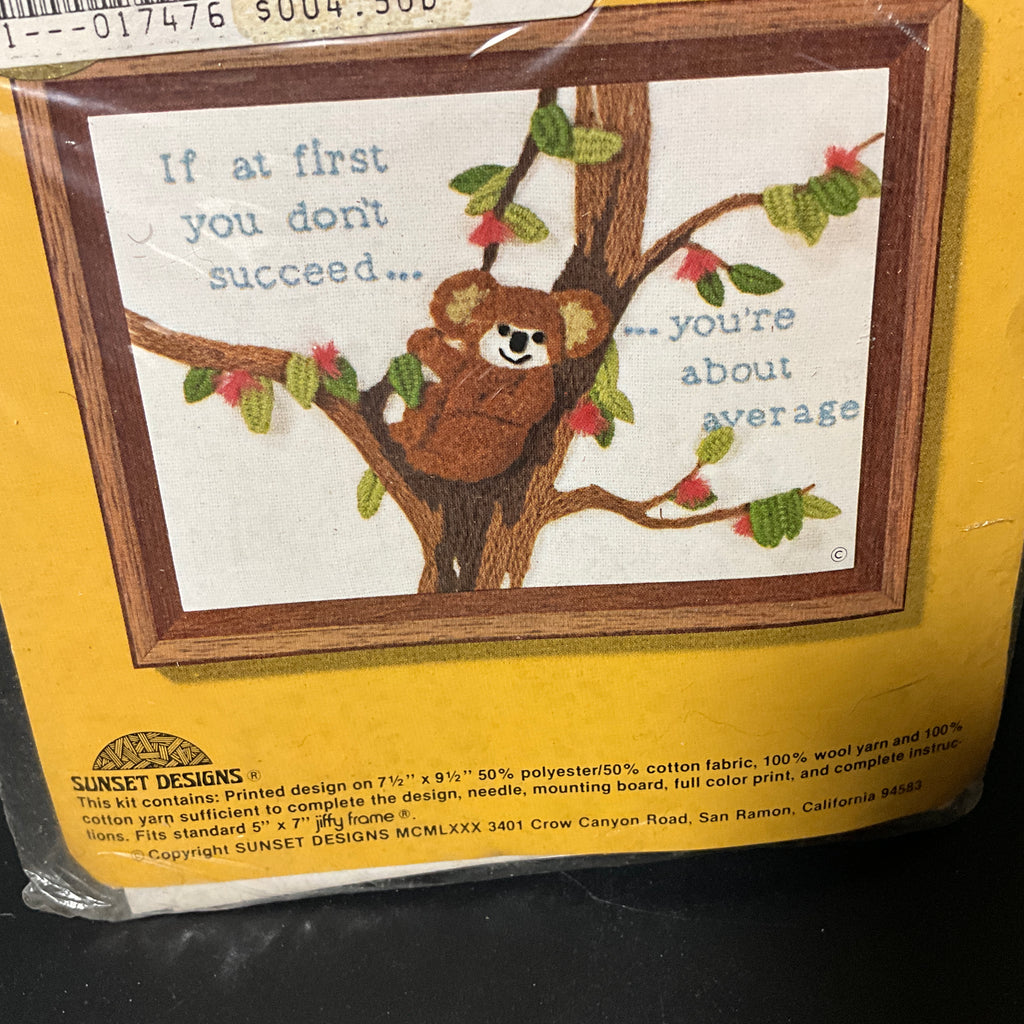 1---017476 $004.50
If at first
you don't
succeed...
...you're
about
average
©
SUNSET DESIGNS®
This kit contains: Printed design on 7½" x 9½" 50% polyester/50% cotton fabric, 100% wool yarn and 100%
cotton yarn sufficient to complete the design, needle, mounting board, full color print, and complete instruc-
tions. Fits standard 5" x 7" jiffy frame®.
©Copyright SUNSET DESIGNS MCMLXXX 3401 Crow Canyon Road, San Ramon, California 94583